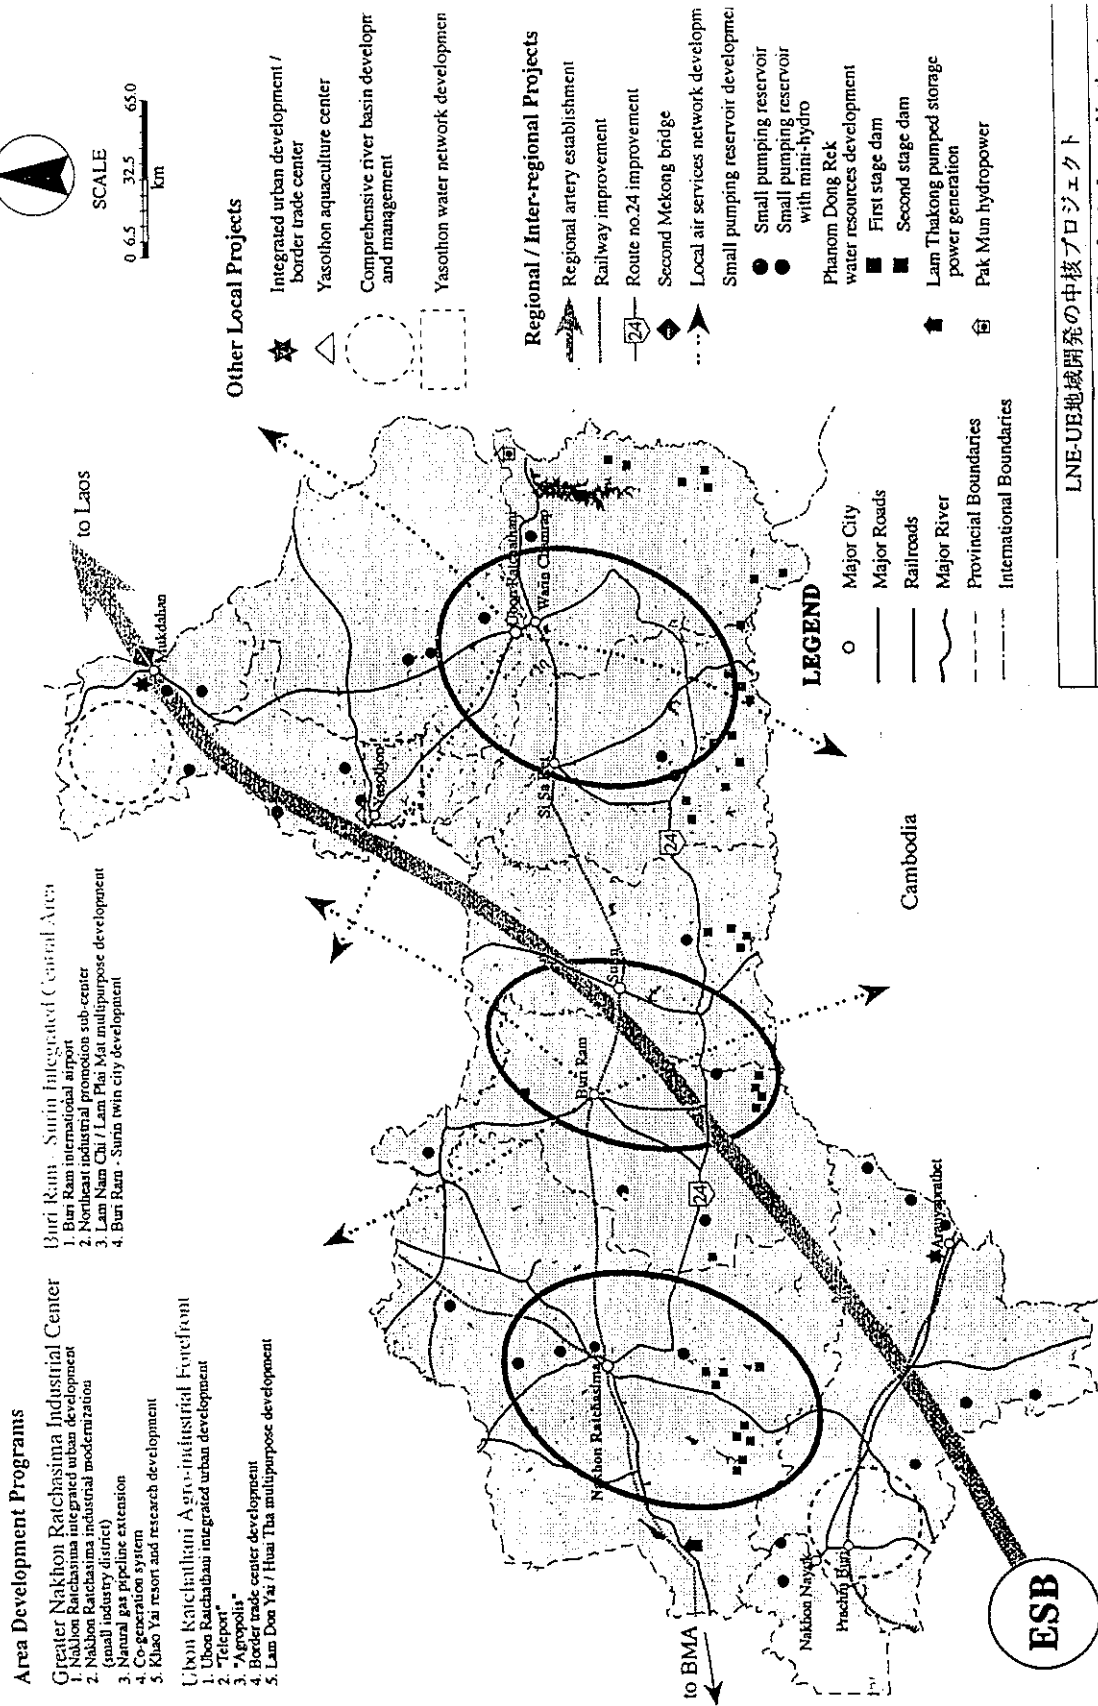 Area Development Programs
Greater Nakhon Ratchasima Industrial Center
1. Nakhon Ratchasima integrated urban development
2. Nakhon Ratchasima industrial modernization
(small industry district)
3. Natural gas pipeline extension
4. Co-generation system
5. Khao Yai resort and research development
Ubon Ratchathani Agro-industrial Forefront
1. Ubon Ratchathani integrated urban development
2. "Teleport"
3. "Agropolis"
4. Border trade center development
5. Lam Dom Yai / Huai Tha multipurpose development
Buri Ram - Surin Integrated Central Area
1. Buri Ram international airport
2. Northeast industrial promotion sub-center
3. Lam Nam Chi / Lam Plai Mat multipurpose development
4. Buri Ram - Surin twin city development
SCALE
0 6.5 32.5 65.0
km
Other Local Projects
Integrated urban development /
border trade center
Yasothon aquaculture center
Comprehensive river basin developm
and management
Yasothon water network developmen
Regional / Inter-regional Projects
Regional artery establishment
Railway improvement
24
Route no.24 improvement
Second Mekong bridge
Local air services network developm
Small pumping reservoir developme
Small pumping reservoir
Small pumping reservoir
with mini-hydro
Phanom Dong Rek
water resources development
First stage dam
Second stage dam
Lam Thakong pumped storage
power generation
Pak Mun hydropower
LEGEND
Major City
Major Roads
Railroads
Major River
Provincial Boundaries
International Boundaries
to Laos
Mukdahan
Yasothon
Ubon Ratchathani
Warin Chamrap
Si Sa Ket
Surin
Buri Ram
24
24
Nakhon Ratchasima
Aranyaprathet
Nakhon Nayok
Prachin Buri
Cambodia
to BMA
ESB
LNE-UE地域開発の中核プロジェクト